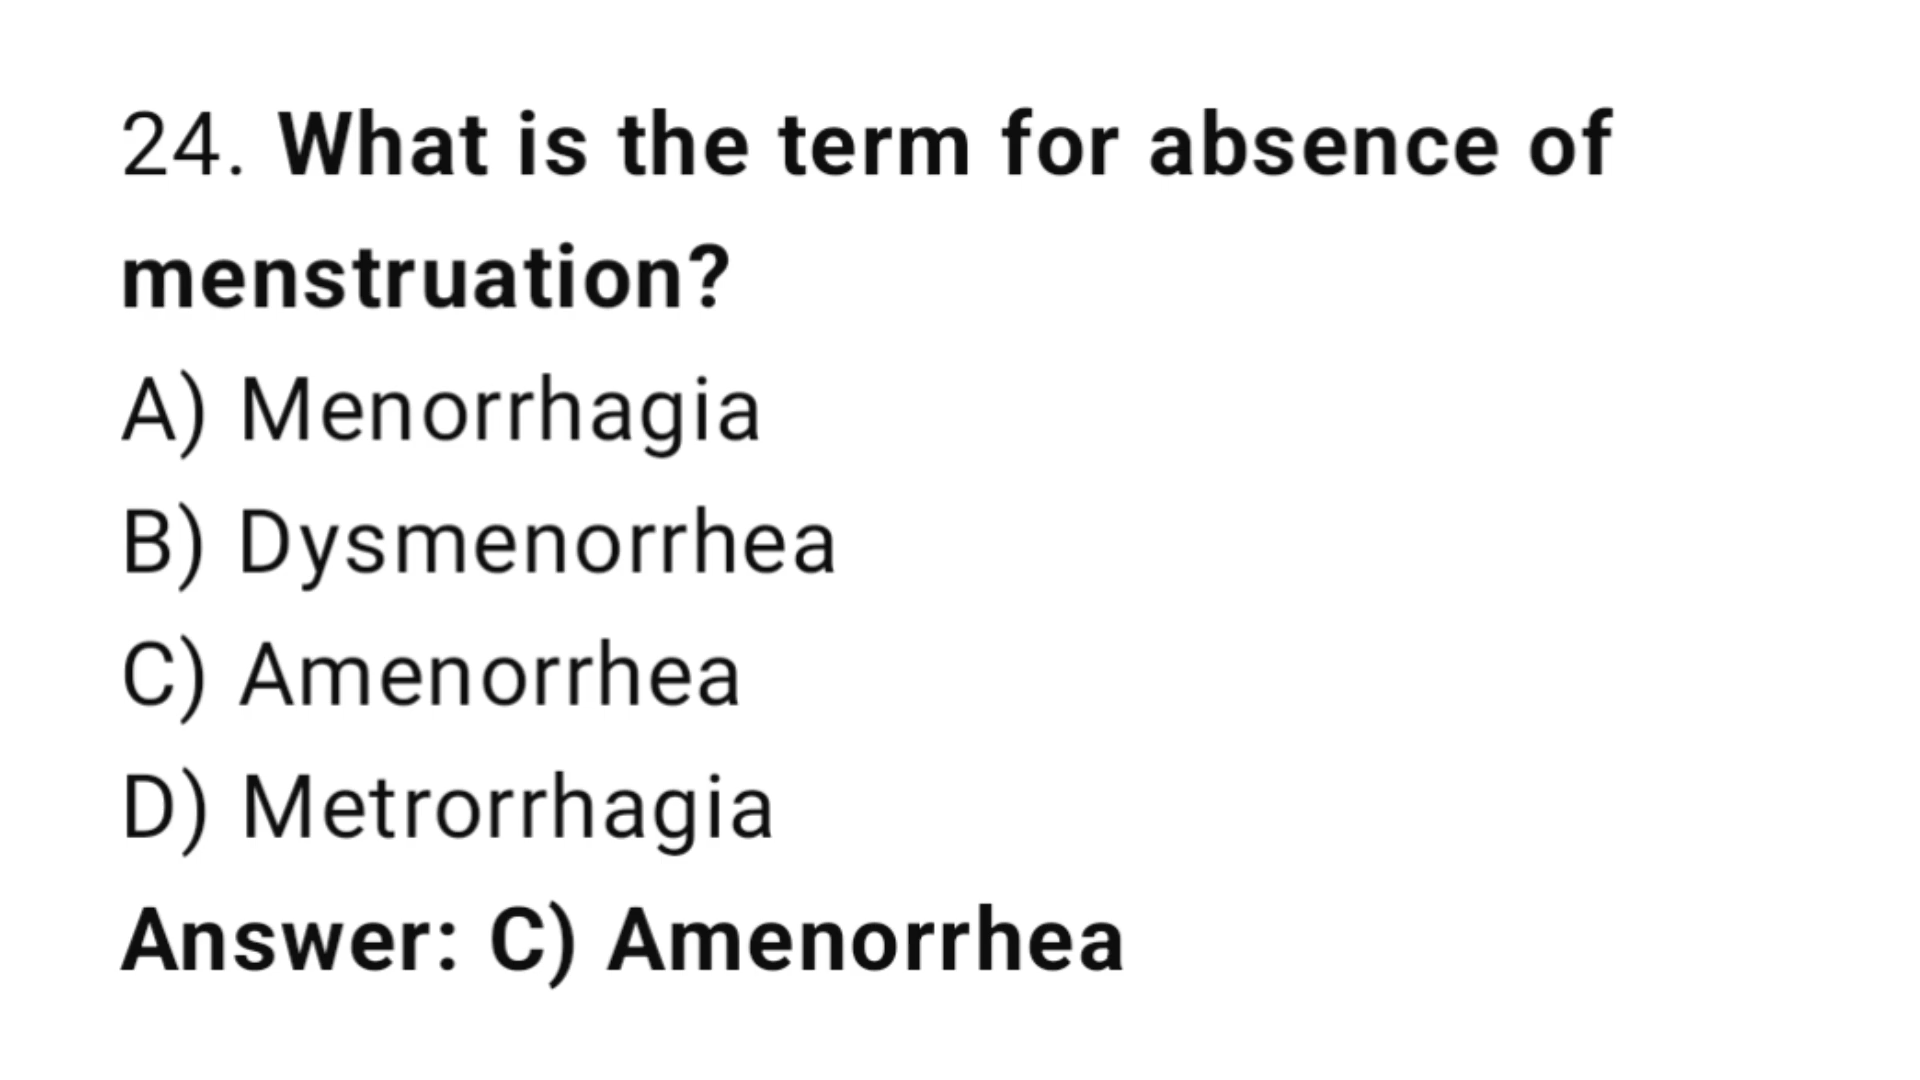 24. What is the term for absence of
menstruation?
A) Menorrhagia
B) Dysmenorrhea
C) Amenorrhea
D) Metrorrhagia
Answer: C) Amenorrhea